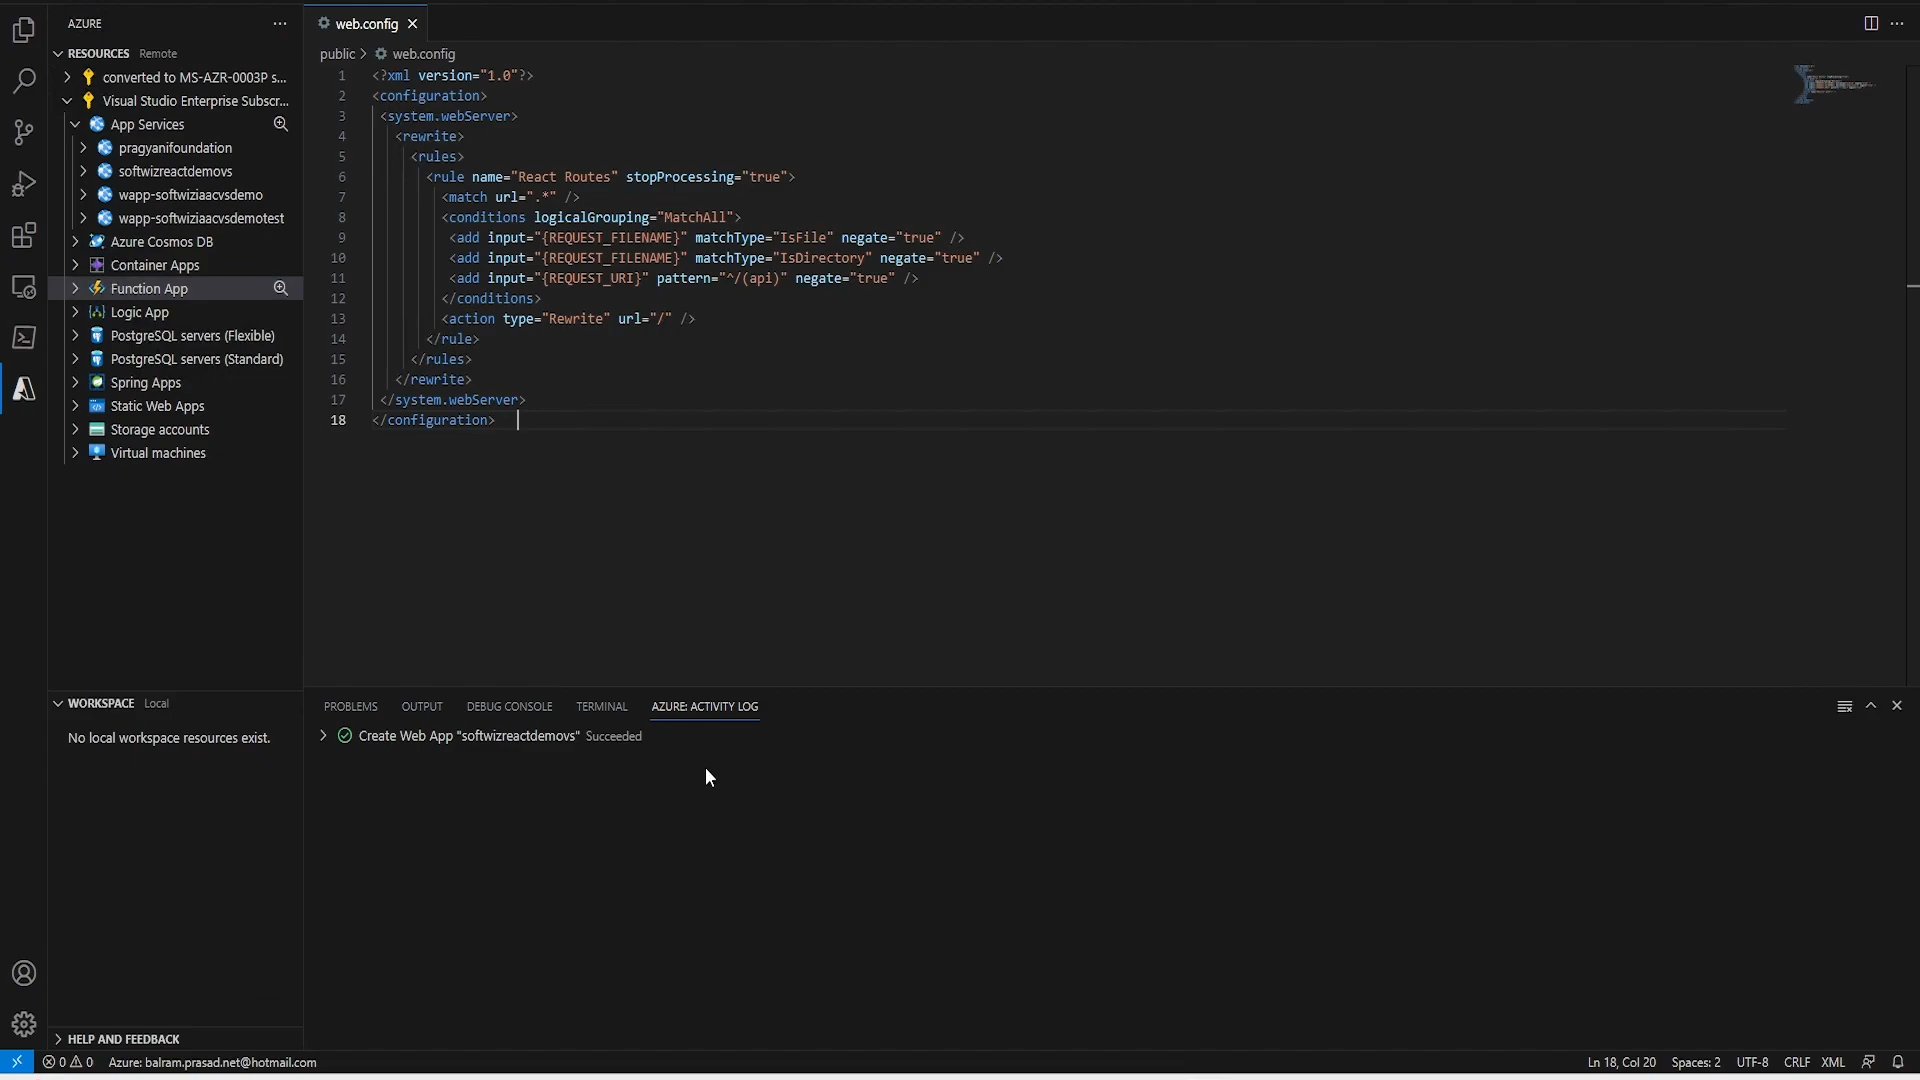 AZURE
RESOURCES Remote
converted to MS-AZR-0003P s...
Visual Studio Enterprise Subscr...
App Services
pragyanifoundation
softwizreactdemovs
wapp-softwiziaacvsdemo
wapp-softwiziaacvsdemotest
Azure Cosmos DB
Container Apps
Function App
Logic App
PostgreSQL servers (Flexible)
PostgreSQL servers (Standard)
Spring Apps
Static Web Apps
Storage accounts
Virtual machines
WORKSPACE Local
No local workspace resources exist.
HELP AND FEEDBACK
web.config
public > web.config
1 <?xml version="1.0"?>
2 <configuration>
3 <system.webServer>
4 <rewrite>
5 <rules>
6 <rule name="React Routes" stopProcessing="true">
7 <match url=".*" />
8 <conditions logicalGrouping="MatchAll">
9 <add input="{REQUEST_FILENAME}" matchType="IsFile" negate="true" />
10 <add input="{REQUEST_FILENAME}" matchType="IsDirectory" negate="true" />
11 <add input="{REQUEST_URI}" pattern="^/(api)" negate="true" />
12 </conditions>
13 <action type="Rewrite" url="/" />
14 </rule>
15 </rules>
16 </rewrite>
17 </system.webServer>
18 </configuration>
PROBLEMS OUTPUT DEBUG CONSOLE TERMINAL AZURE: ACTIVITY LOG
Create Web App "softwizreactdemovs" Succeeded
0 0 Azure: balram.prasad.net@hotmail.com Ln 18, Col 20 Spaces: 2 UTF-8 CRLF XML